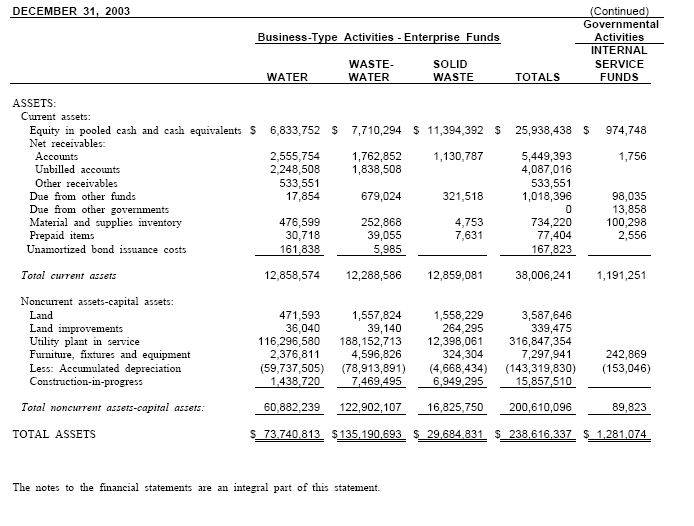 DECEMBER 31, 2003 (Continued)
Governmental
Business-Type Activities - Enterprise Funds Activities
INTERNAL
WASTE- SOLID SERVICE
WATER WATER WASTE TOTALS FUNDS
ASSETS:
Current assets:
Equity in pooled cash and cash equivalents $ 6,833,752 $ 7,710,294 $ 11,394,392 $ 25,938,438 $ 974,748
Net receivables:
Accounts 2,555,754 1,762,852 1,130,787 5,449,393 1,756
Unbilled accounts 2,248,508 1,838,508 4,087,016
Other receivables 533,551 533,551
Due from other funds 17,854 679,024 321,518 1,018,396 98,035
Due from other governments 0 13,858
Material and supplies inventory 476,599 252,868 4,753 734,220 100,298
Prepaid items 30,718 39,055 7,631 77,404 2,556
Unamortized bond issuance costs 161,838 5,985 167,823
Total current assets 12,858,574 12,288,586 12,859,081 38,006,241 1,191,251
Noncurrent assets-capital assets:
Land 471,593 1,557,824 1,558,229 3,587,646
Land improvements 36,040 39,140 264,295 339,475
Utility plant in service 116,296,580 188,152,713 12,398,061 316,847,354
Furniture, fixtures and equipment 2,376,811 4,596,826 324,304 7,297,941 242,869
Less: Accumulated depreciation (59,737,505) (78,913,891) (4,668,434) (143,319,830) (153,046)
Construction-in-progress 1,438,720 7,469,495 6,949,295 15,857,510
Total noncurrent assets-capital assets: 60,882,239 122,902,107 16,825,750 200,610,096 89,823
TOTAL ASSETS $ 73,740,813 $135,190,693 $ 29,684,831 $ 238,616,337 $ 1,281,074
The notes to the financial statements are an integral part of this statement.